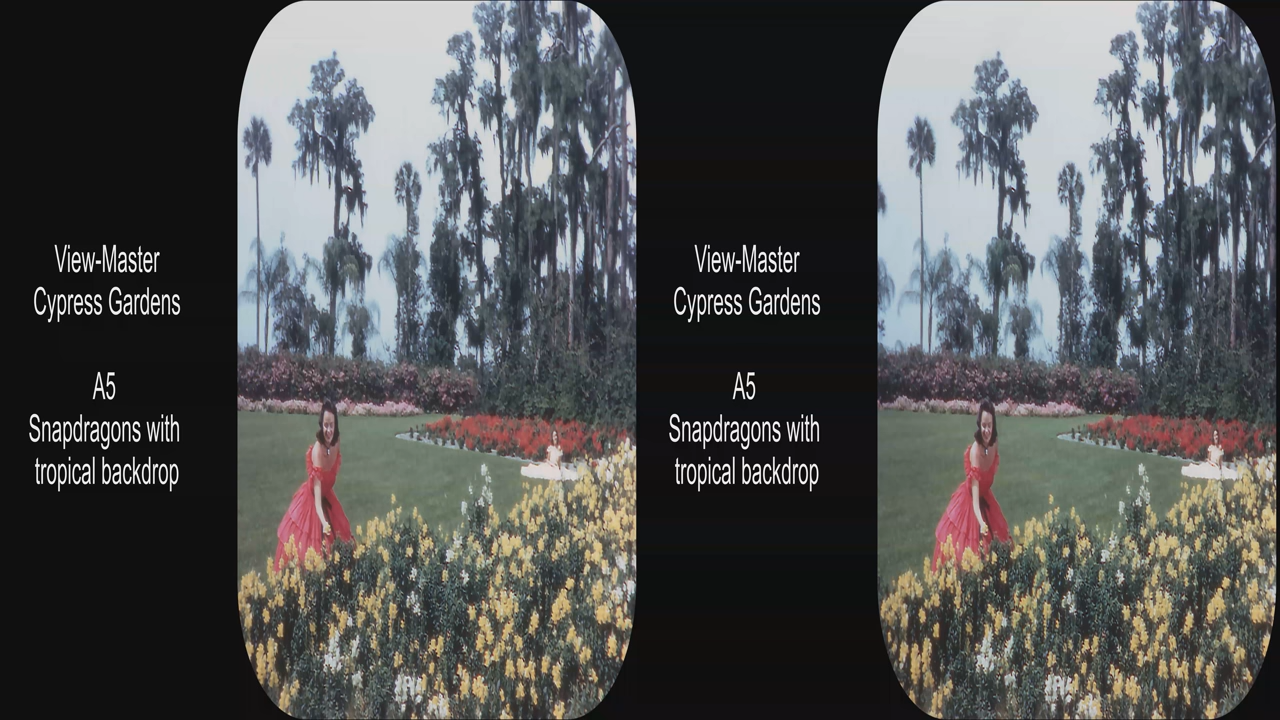 View-Master
Cypress Gardens
A5
Snapdragons with
tropical backdrop
View-Master
Cypress Gardens
A5
Snapdragons with
tropical backdrop